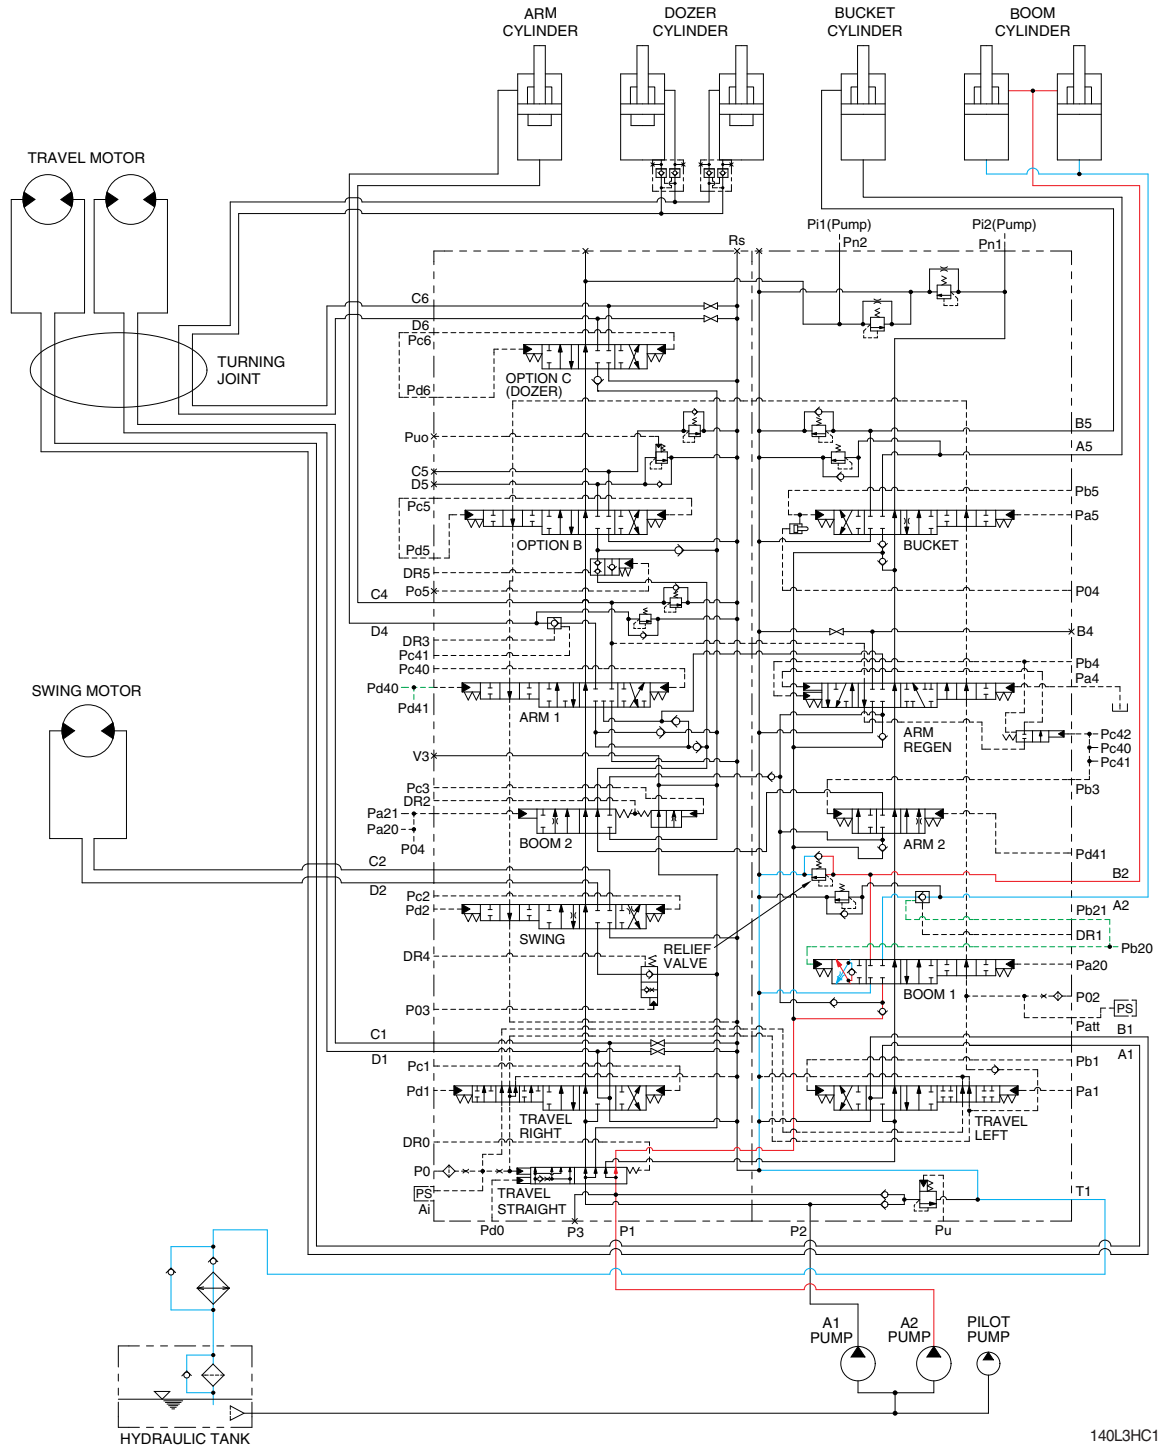 ARM
CYLINDER
DOZER
CYLINDER
BUCKET
CYLINDER
BOOM
CYLINDER
TRAVEL MOTOR
TURNING
JOINT
SWING MOTOR
Rs
Pi1(Pump)
Pn2
Pi2(Pump)
Pn1
C6
D6
Pc6
Pd6
OPTION C
(DOZER)
Puo
C5
D5
Pc5
Pd5
OPTION B
DR5
Po5
C4
D4
DR3
Pc41
Pc40
Pd40
Pd41
ARM 1
V3
Pc3
DR2
Pa21
Pa20
P04
BOOM 2
C2
D2
Pc2
Pd2
SWING
DR4
P03
RELIEF
VALVE
C1
D1
Pc1
Pd1
TRAVEL
RIGHT
DR0
P0
PS
Ai
TRAVEL
STRAIGHT
Pd0
P3
P1
P2
Pu
B5
A5
Pb5
Pa5
BUCKET
P04
B4
Pb4
Pa4
ARM
REGEN
Pc42
Pc40
Pc41
Pb3
ARM 2
Pd41
B2
A2
Pb21
DR1
Pb20
Pa20
BOOM 1
P02
PS
Patt
B1
A1
Pb1
Pa1
TRAVEL
LEFT
T1
A1
PUMP
A2
PUMP
PILOT
PUMP
HYDRAULIC TANK
140L3HC1